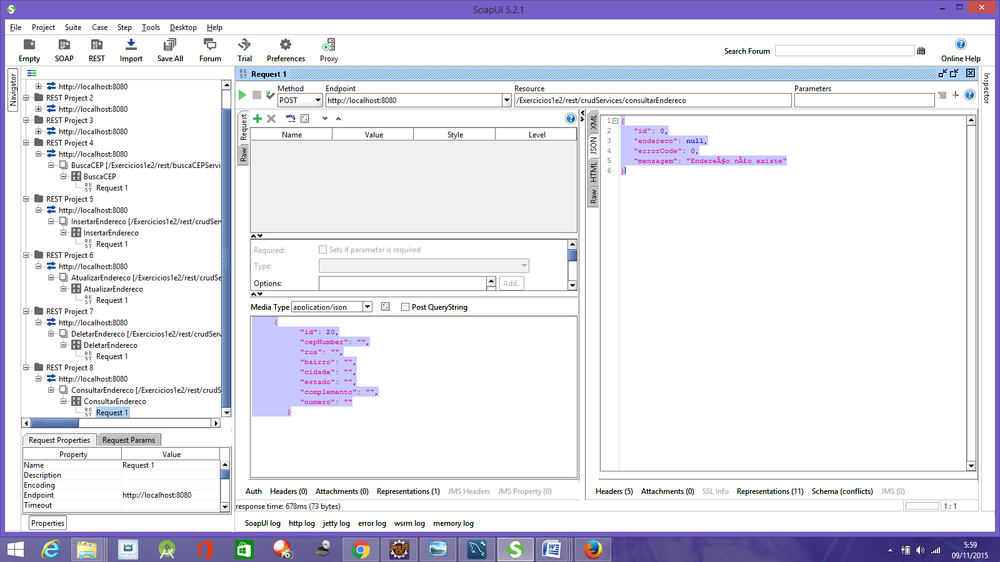 SoapUI 5.2.1
File Project Suite Case Step Tools Desktop Help
Empty SOAP REST Import Save All Forum Trial Preferences Proxy
Search Forum
Online Help
Navigator
http://localhost:8080
REST Project 2
http://localhost:8080
REST Project 3
http://localhost:8080
REST Project 4
http://localhost:8080
BuscaCEP [/Exercicios1e2/rest/buscaCEPServi
BuscaCEP
Request 1
REST Project 5
http://localhost:8080
InsertarEndereco [/Exercicios1e2/rest/crudSer
InsertarEndereco
Request 1
REST Project 6
http://localhost:8080
AtualizarEndereco [/Exercicios1e2/rest/crudSe
AtualizarEndereco
Request 1
REST Project 7
http://localhost:8080
DeletarEndereco [/Exercicios1e2/rest/crudServ
DeletarEndereco
Request 1
REST Project 8
http://localhost:8080
ConsultarEndereco [/Exercicios1e2/rest/crudS
ConsultarEndereco
Request 1
Request Properties Request Params
Property Value
Name Request 1
Description
Encoding
Endpoint http://localhost:8080
Timeout
Properties
Request 1
Method Endpoint Resource Parameters
POST http://localhost:8080 /Exercicios1e2/rest/crudServices/consultarEndereco
Inspector
Request
Raw
Name Value Style Level
Required: Sets if parameter is required
Type:
Options: Add..
Media Type application/json Post QueryString
{
"id": 20,
"cepNumber": "",
"rua": "",
"bairro": "",
"cidade": "",
"estado": "",
"complemento": "",
"numero": ""
}
Auth Headers (0) Attachments (0) Representations (1) JMS Headers JMS Property (0)
XML
JSON
HTML
Raw
1 {
2 "id": 0,
3 "endereco": null,
4 "errorCode": 0,
5 "mensagem": "EndereÃ§o nÃ£o existe"
6 }
Headers (5) Attachments (0) SSL Info Representations (11) Schema (conflicts) JMS (0)
response time: 678ms (73 bytes)
1 : 1
SoapUI log http log jetty log error log wsrm log memory log
5:59
09/11/2015